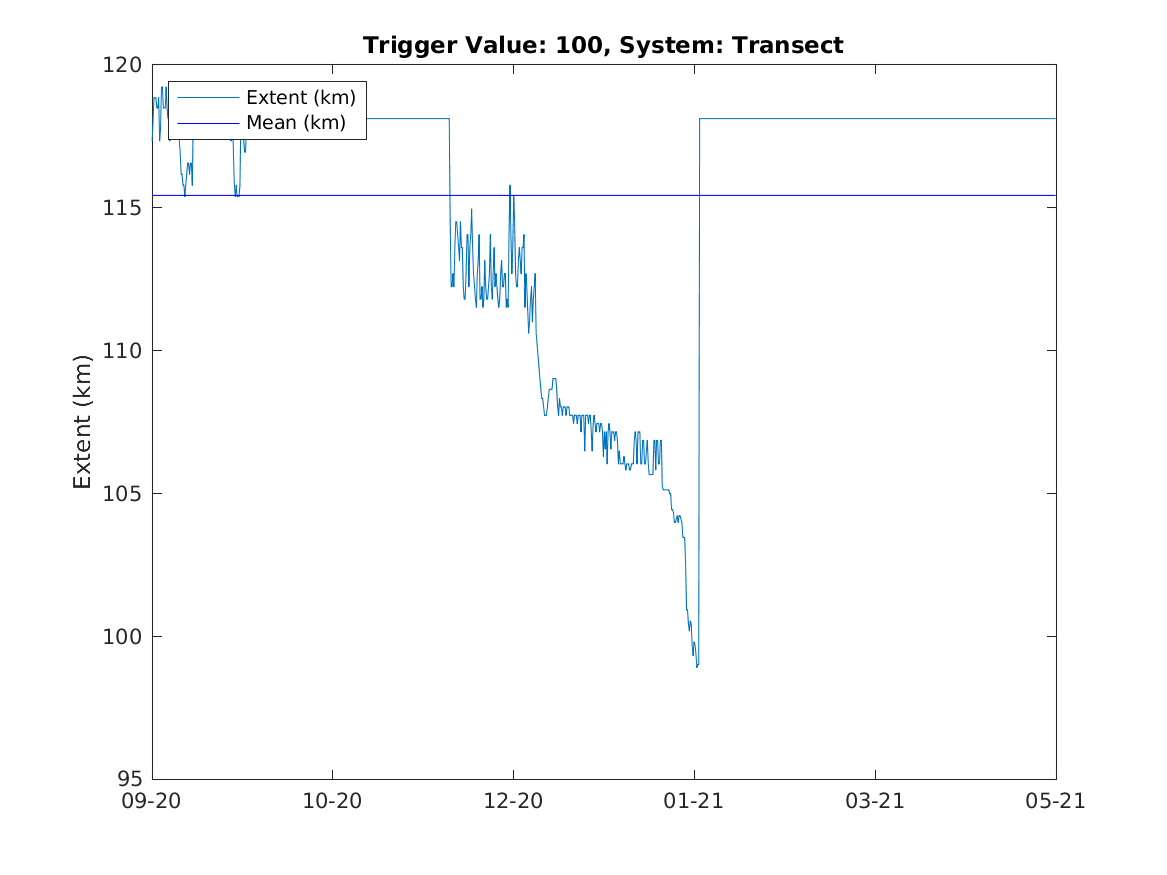 Trigger Value: 100, System: Transect
120
Extent (km)
Mean (km)
115
110
Extent (km)
105
100
95
09-20 10-20 12-20 01-21 03-21 05-21